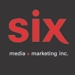 six
media + marketing inc.